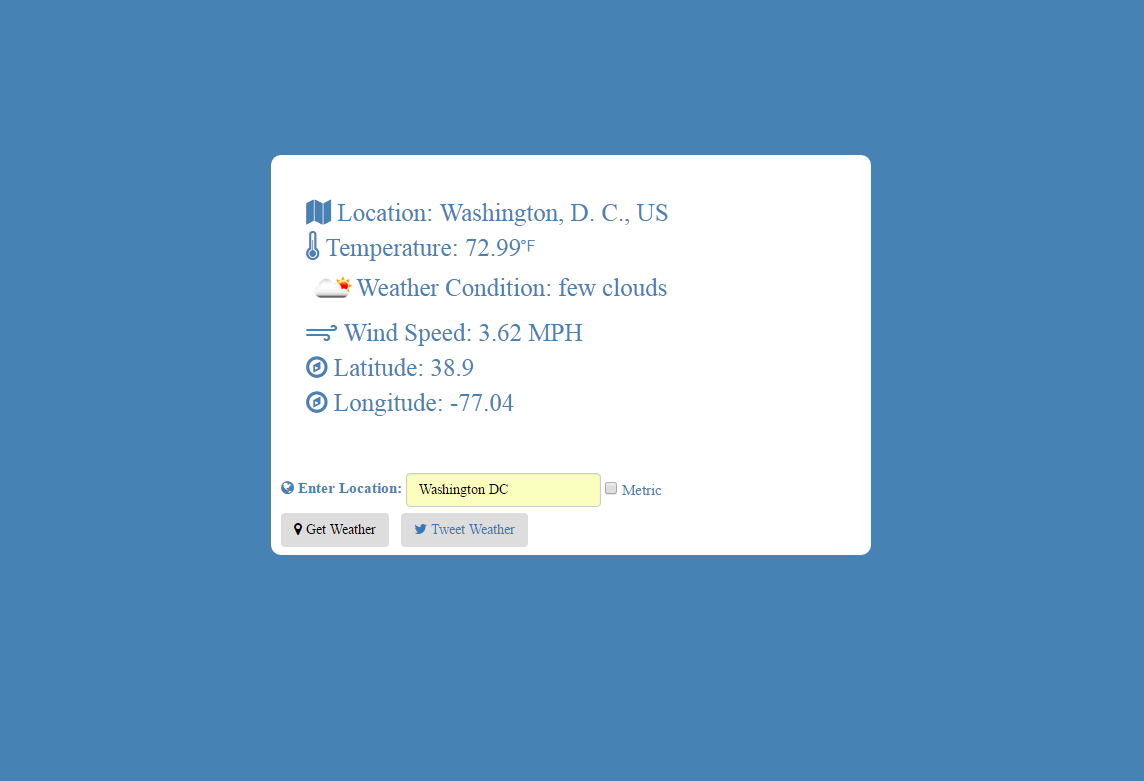 Location: Washington, D. C., US
Temperature: 72.99°F
Weather Condition: few clouds
Wind Speed: 3.62 MPH
Latitude: 38.9
Longitude: -77.04
Enter Location: Washington DC Metric
Get Weather Tweet Weather